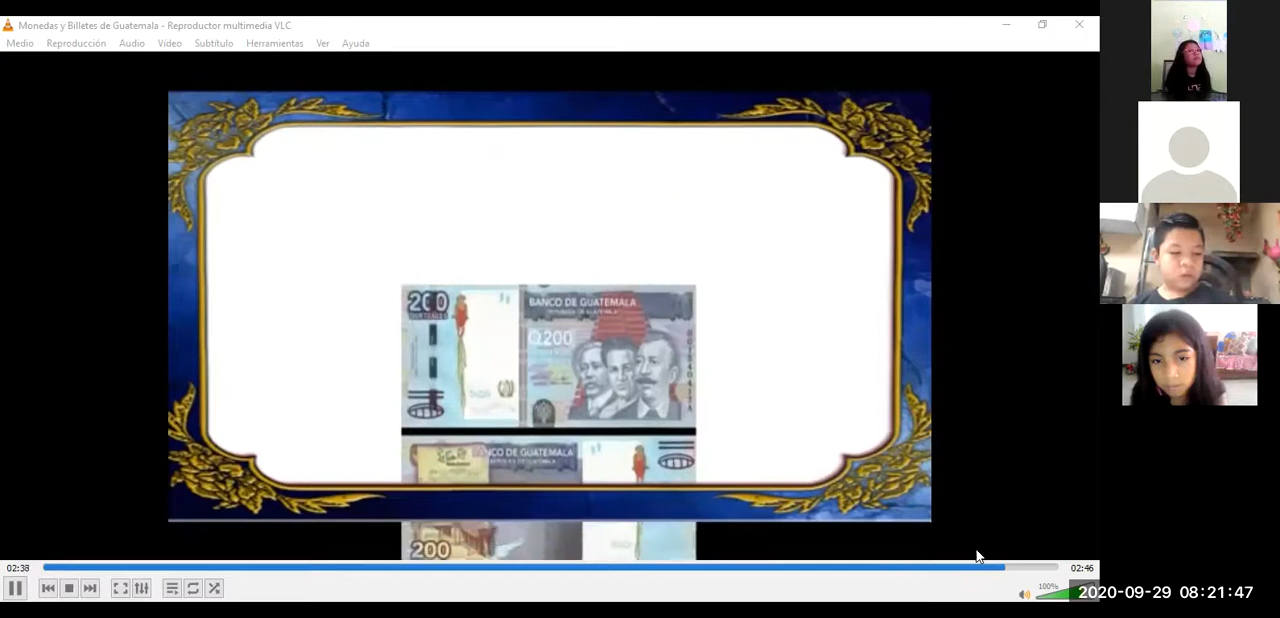 Monedas y Billetes de Guatemala - Reproductor multimedia VLC
Medio Reproducción Audio Vídeo Subtítulo Herramientas Ver Ayuda
200
BANCO DE GUATEMALA
Q200
BANCO DE GUATEMALA
200
02:38
02:46
100%
2020-09-29 08:21:47